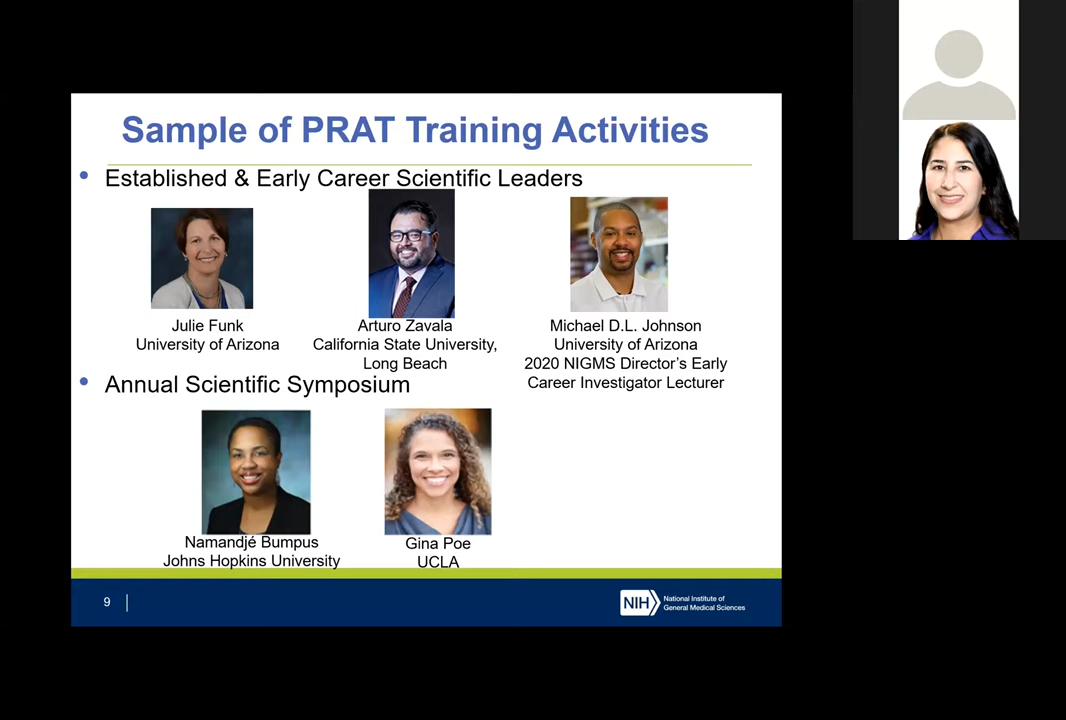 Sample of PRAT Training Activities
• Established & Early Career Scientific Leaders
Julie Funk
University of Arizona
Arturo Zavala
California State University,
Long Beach
Michael D.L. Johnson
University of Arizona
2020 NIGMS Director's Early
Career Investigator Lecturer
• Annual Scientific Symposium
Namandjé Bumpus
Johns Hopkins University
Gina Poe
UCLA
9
NIH
National Institute of
General Medical Sciences